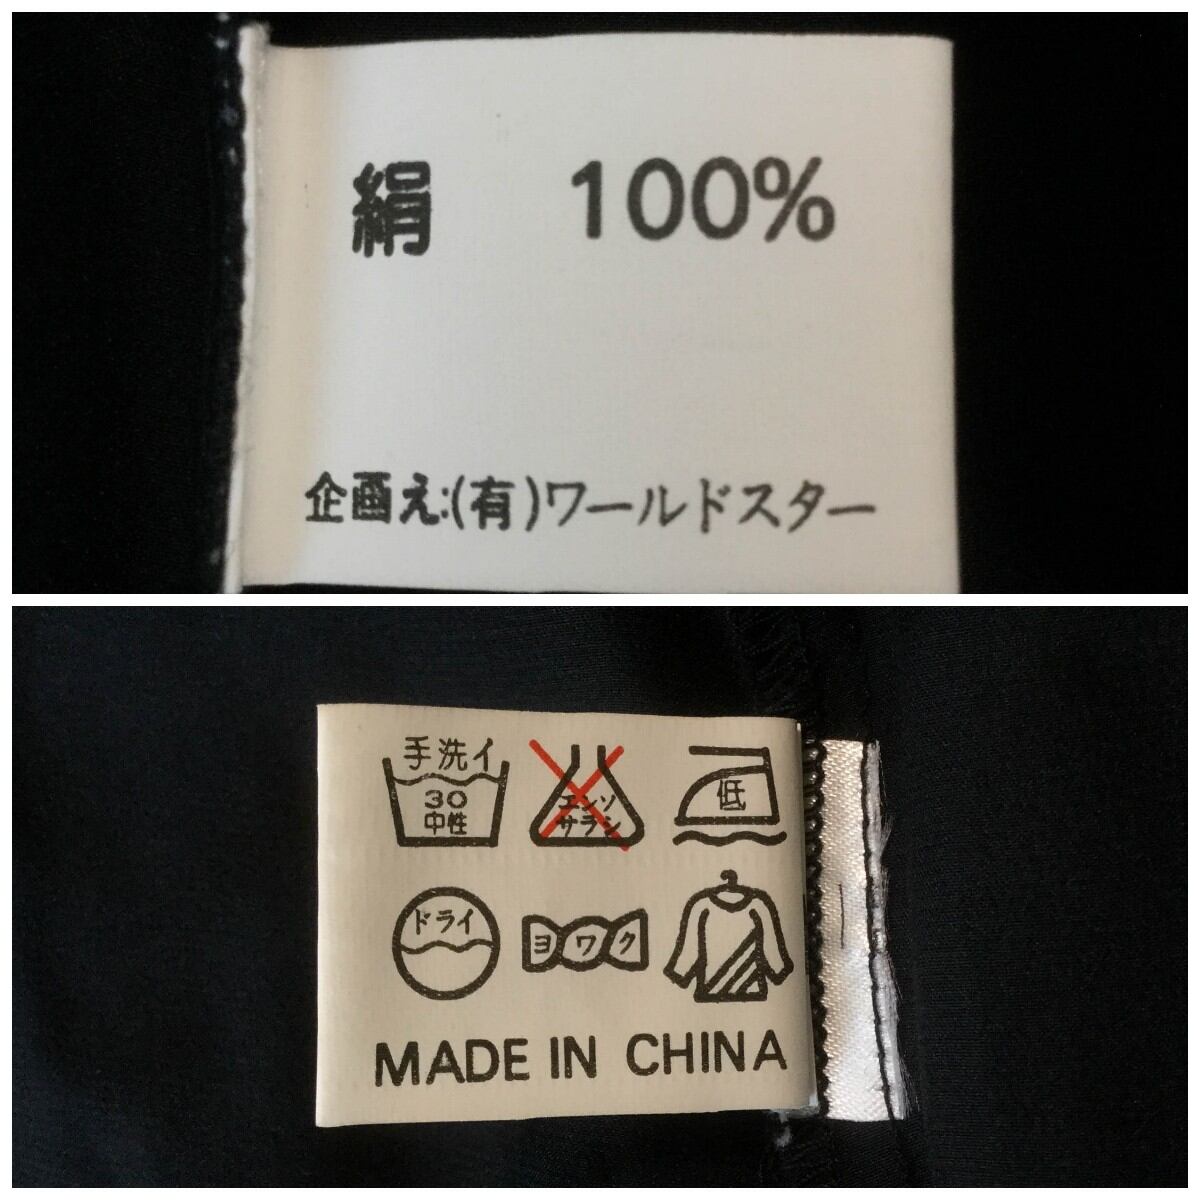 絹 100%
企画え:(有)ワールドスター
手洗イ
30
中性
エンソ
サラシ
低
ドライ
ヨワク
MADE IN CHINA